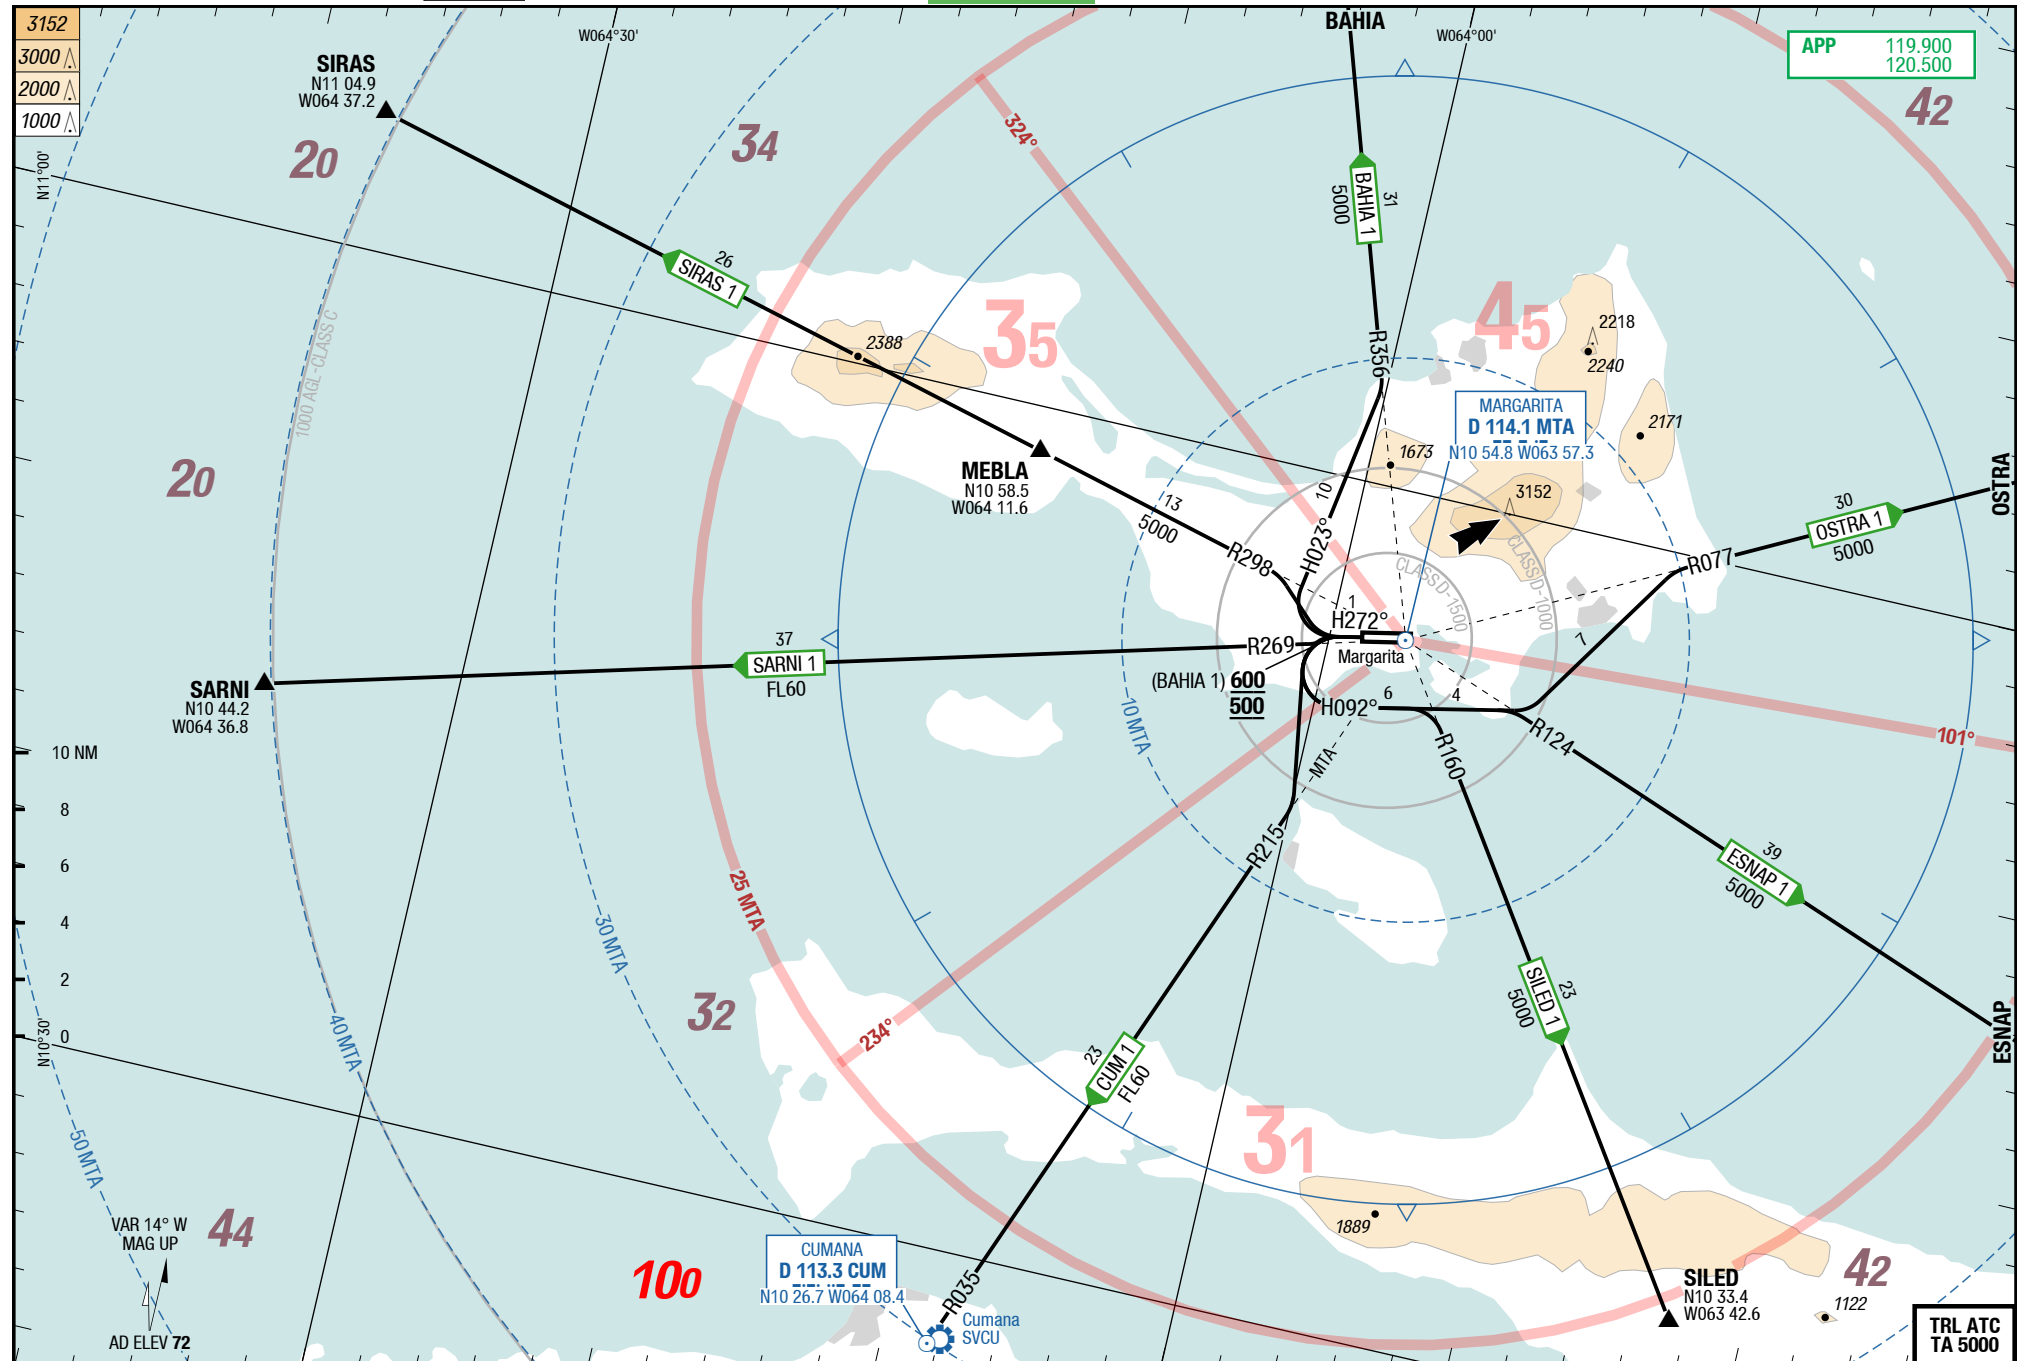 3152
3000
2000
1000
BAHIA
W064°30'
W064°00'
APP 119.900
120.500
SIRAS
N11 04.9
W064 37.2
20
34
42
324°
N11°00'
BAHIA 1
31
5000
26
SIRAS 1
35
45
2388
R356
2218
2240
1000 AGL-CLASS C
MARGARITA
D 114.1 MTA
N10 54.8 W063 57.3
2171
1673
MEBLA
N10 58.5
W064 11.6
20
13
5000
10
H023°
3152
OSTRA
30
OSTRA 1
5000
R298
CLASS D-1500
CLASS D-1000
R077
1
H272°
37
SARNI 1
FL60
R269
Margarita
7
SARNI
N10 44.2
W064 36.8
(BAHIA 1) 600
500
6
4
H092°
10 MTA
MTA
R160
R124
101°
10 NM
8
6
4
2
0
R215
39
ESNAP 1
5000
25 MTA
30 MTA
32
234°
23
SILED 1
5000
ESNAP
N10°30'
40 MTA
23
CUM 1
FL60
50 MTA
31
1889
VAR 14° W
MAG UP
44
AD ELEV 72
100
CUMANA
D 113.3 CUM
N10 26.7 W064 08.4
R035
Cumana
SVCU
SILED
N10 33.4
W063 42.6
42
1122
TRL ATC
TA 5000